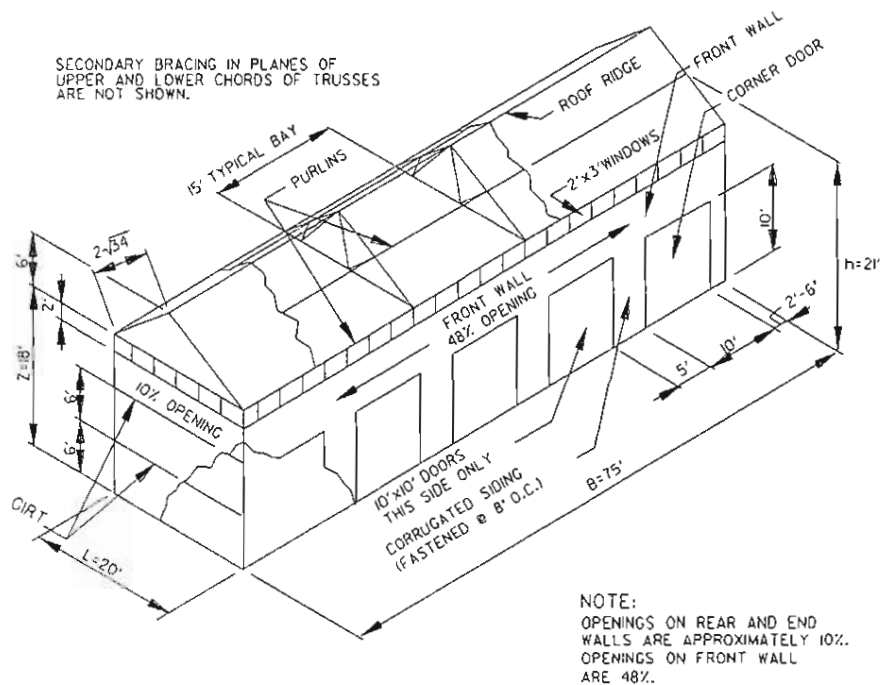 SECONDARY BRACING IN PLANES OF
UPPER AND LOWER CHORDS OF TRUSSES
ARE NOT SHOWN.
FRONT WALL
CORNER DOOR
ROOF RIDGE
15' TYPICAL BAY
PURLINS
2'x3'WINDOWS
2√34
6'
2'
Z=18'
6'
6'
10'
h=21'
2'-6"
10'
5'
FRONT WALL
48% OPENING
10% OPENING
10'x10' DOORS
THIS SIDE ONLY
CORRUGATED SIDING
(FASTENED @ 8" O.C.)
B=75'
GIRT
L=20'
NOTE:
OPENINGS ON REAR AND END
WALLS ARE APPROXIMATELY 10%.
OPENINGS ON FRONT WALL
ARE 48%.